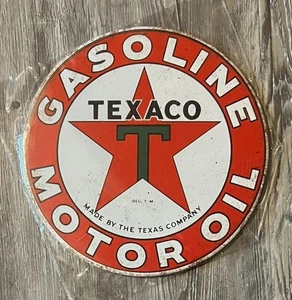 GASOLINE
TEXACO
T
REG. T. M.
MADE BY THE TEXAS COMPANY
MOTOR OIL